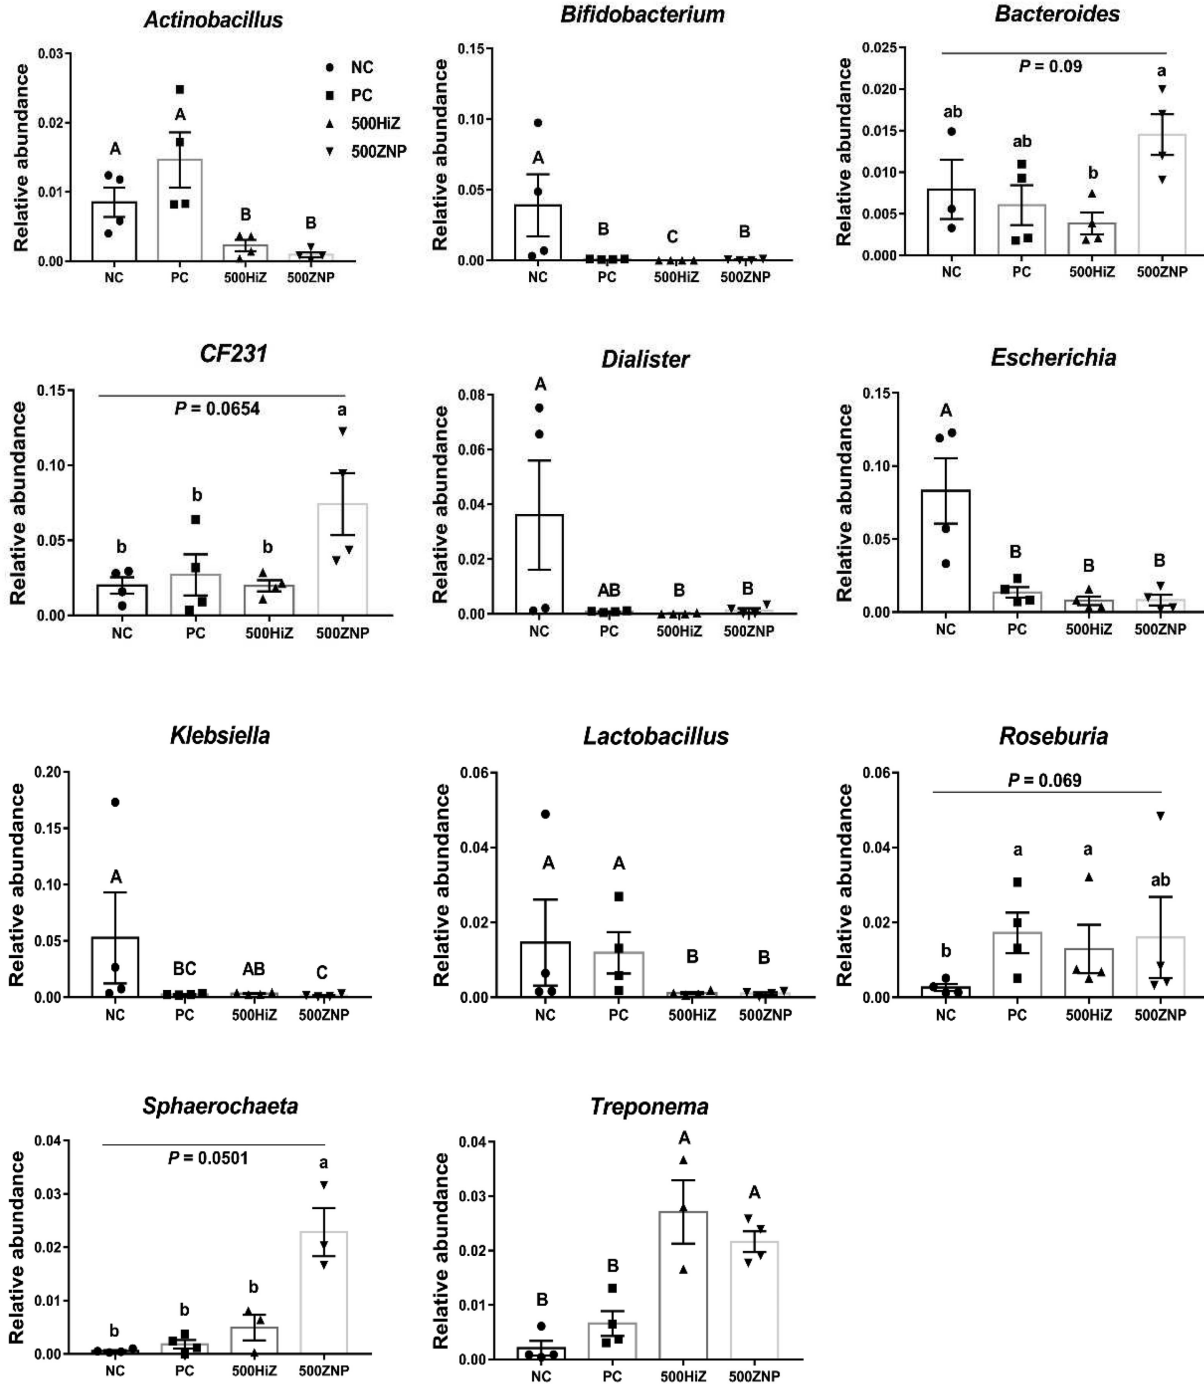 Actinobacillus
Relative abundance
0.03
0.02
0.01
0.00
A
A
B
B
NC
PC
500HiZ
500ZNP
NC
PC
500HiZ
500ZNP
Bifidobacterium
Relative abundance
0.15
0.10
0.05
0.00
A
B
C
B
NC
PC
500HiZ
500ZNP
Bacteroides
Relative abundance
0.025
0.020
0.015
0.010
0.005
0.000
P = 0.09
ab
ab
b
a
NC
PC
500HiZ
500ZNP
CF231
Relative abundance
0.15
0.10
0.05
0.00
P = 0.0654
b
b
b
a
NC
PC
500HiZ
500ZNP
Dialister
Relative abundance
0.08
0.06
0.04
0.02
0.00
A
AB
B
B
NC
PC
500HiZ
500ZNP
Escherichia
Relative abundance
0.15
0.10
0.05
0.00
A
B
B
B
NC
PC
500HiZ
500ZNP
Klebsiella
Relative abundance
0.20
0.15
0.10
0.05
0.00
A
BC
AB
C
NC
PC
500HiZ
500ZNP
Lactobacillus
Relative abundance
0.06
0.04
0.02
0.00
A
A
B
B
NC
PC
500HiZ
500ZNP
Roseburia
Relative abundance
0.06
0.04
0.02
0.00
P = 0.069
b
a
a
ab
NC
PC
500HiZ
500ZNP
Sphaerochaeta
Relative abundance
0.04
0.03
0.02
0.01
0.00
P = 0.0501
b
b
b
a
NC
PC
500HiZ
500ZNP
Treponema
Relative abundance
0.04
0.03
0.02
0.01
0.00
B
B
A
A
NC
PC
500HiZ
500ZNP